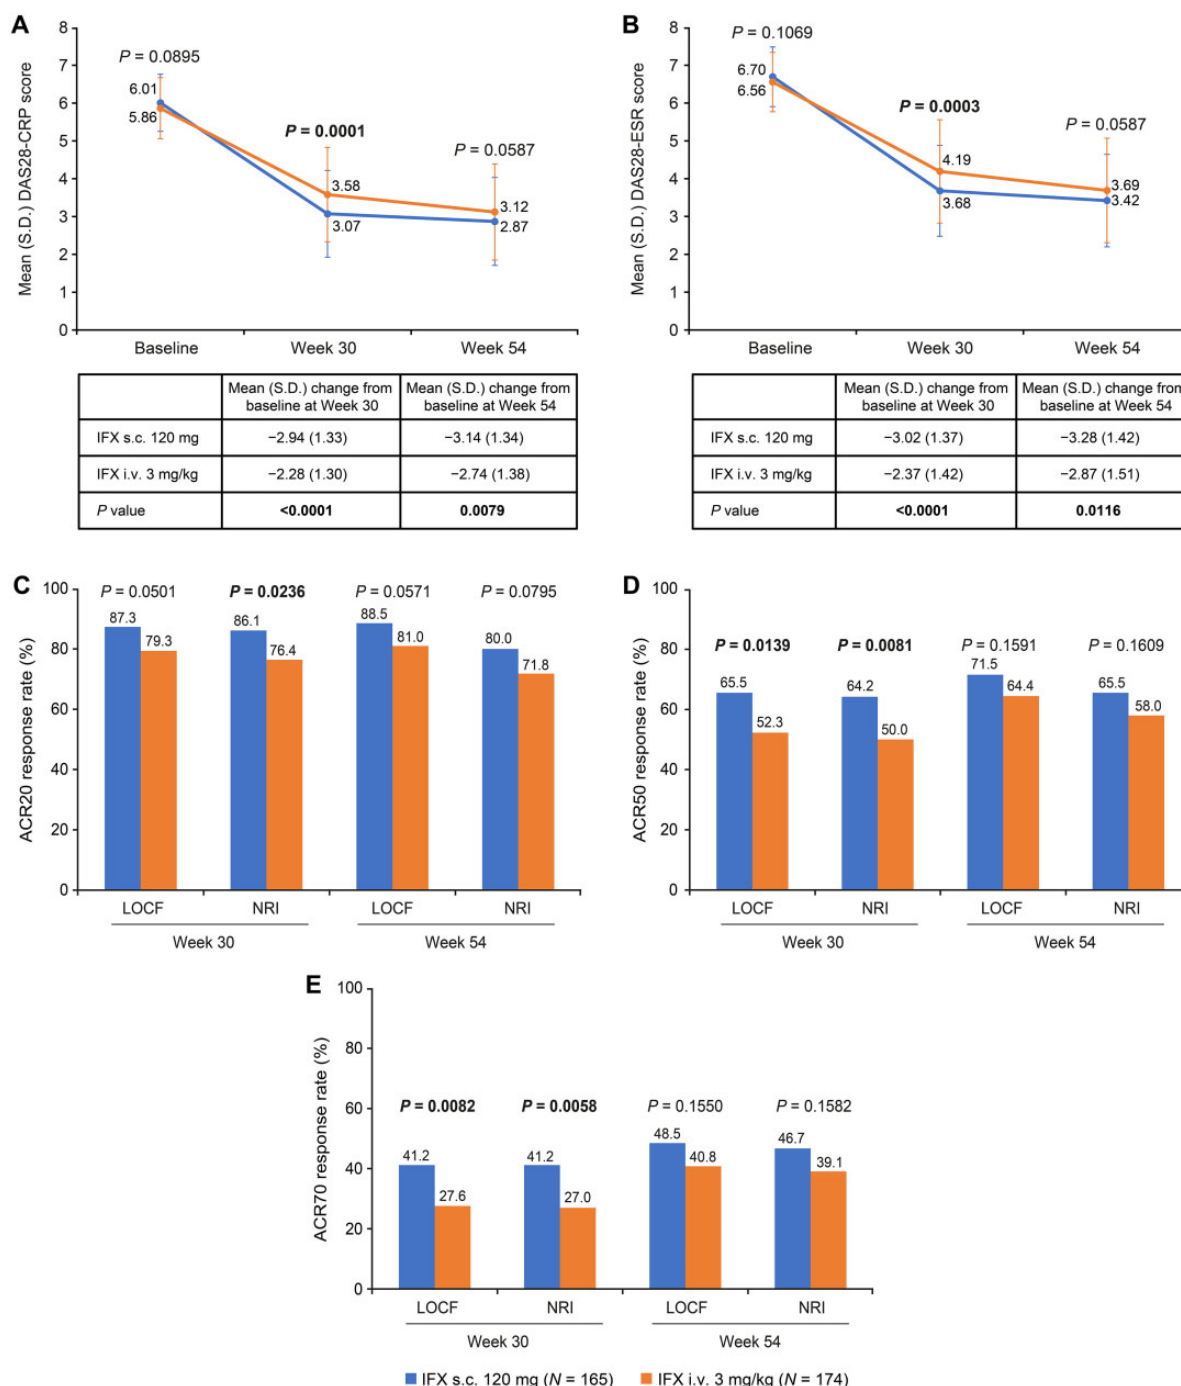 A
Mean (S.D.) DAS28-CRP score
8
7
6
5
4
3
2
1
0
P = 0.0895
6.01
5.86
P = 0.0001
3.58
3.07
P = 0.0587
3.12
2.87
Baseline Week 30 Week 54
Mean (S.D.) change from baseline at Week 30 Mean (S.D.) change from baseline at Week 54
IFX s.c. 120 mg −2.94 (1.33) −3.14 (1.34)
IFX i.v. 3 mg/kg −2.28 (1.30) −2.74 (1.38)
P value <0.0001 0.0079
B
Mean (S.D.) DAS28-ESR score
8
7
6
5
4
3
2
1
0
P = 0.1069
6.70
6.56
P = 0.0003
4.19
3.68
P = 0.0587
3.69
3.42
Baseline Week 30 Week 54
Mean (S.D.) change from baseline at Week 30 Mean (S.D.) change from baseline at Week 54
IFX s.c. 120 mg −3.02 (1.37) −3.28 (1.42)
IFX i.v. 3 mg/kg −2.37 (1.42) −2.87 (1.51)
P value <0.0001 0.0116
C
ACR20 response rate (%)
100
80
60
40
20
0
P = 0.0501 P = 0.0236 P = 0.0571 P = 0.0795
87.3 79.3 86.1 76.4 88.5 81.0 80.0 71.8
LOCF NRI LOCF NRI
Week 30 Week 54
D
ACR50 response rate (%)
100
80
60
40
20
0
P = 0.0139 P = 0.0081 P = 0.1591 P = 0.1609
65.5 52.3 64.2 50.0 71.5 64.4 65.5 58.0
LOCF NRI LOCF NRI
Week 30 Week 54
E
ACR70 response rate (%)
100
80
60
40
20
0
P = 0.0082 P = 0.0058 P = 0.1550 P = 0.1582
41.2 27.6 41.2 27.0 48.5 40.8 46.7 39.1
LOCF NRI LOCF NRI
Week 30 Week 54
IFX s.c. 120 mg (N = 165) IFX i.v. 3 mg/kg (N = 174)